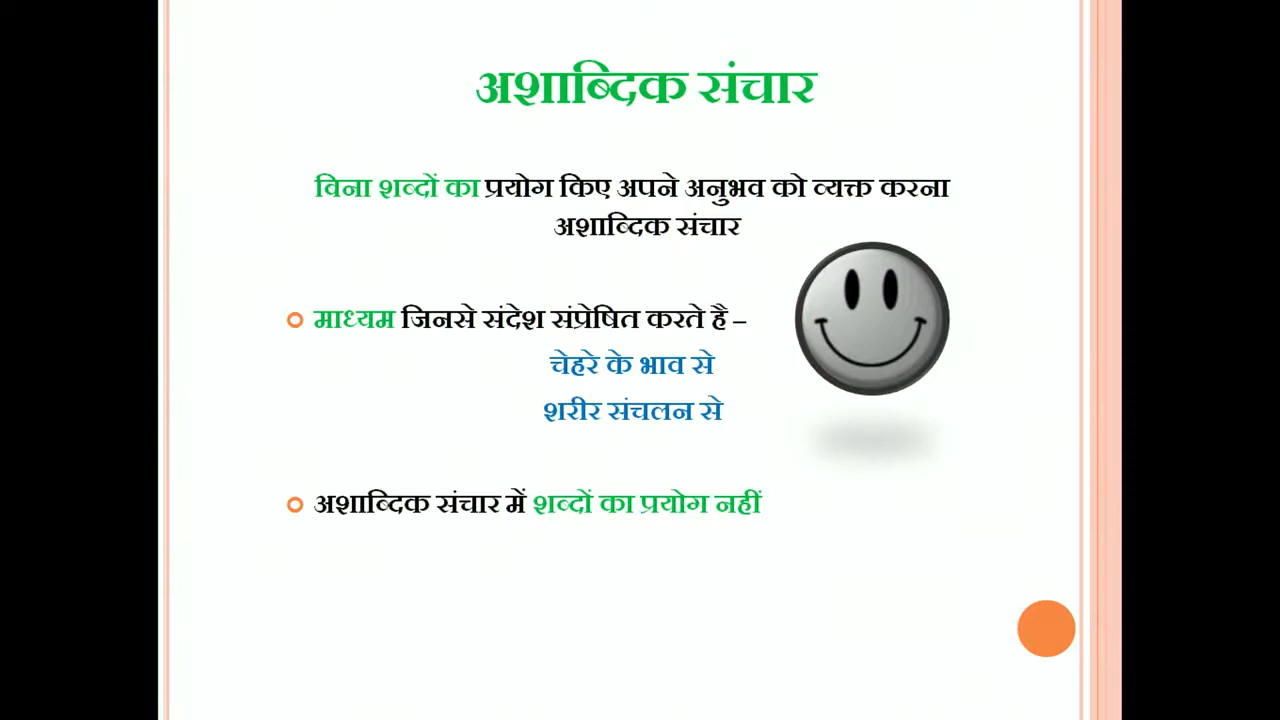 अशाब्दिक संचार
विना शब्दों का प्रयोग किए अपने अनुभव को व्यक्त करना
अशाब्दिक संचार
माध्यम जिनसे संदेश संप्रेषित करते है –
चेहरे के भाव से
शरीर संचलन से
अशाब्दिक संचार में शब्दों का प्रयोग नहीं